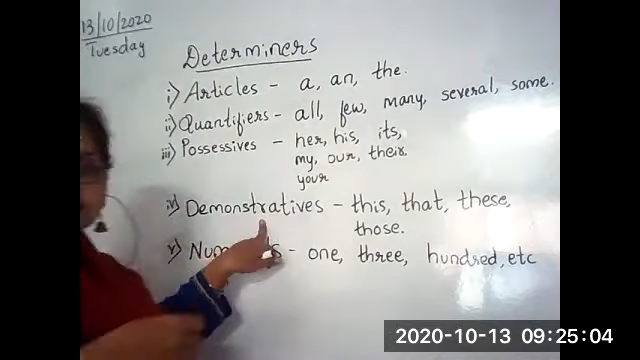 13/10/2020
Tuesday
Determiners
i) Articles - a, an, the.
ii) Quantifiers - all, few, many, several, some.
iii) Possessives - her, his, its,
my, our, their.
your
iv) Demonstratives - this, that, these,
those.
v) - one, three, hundred, etc
2020-10-13 09:25:04